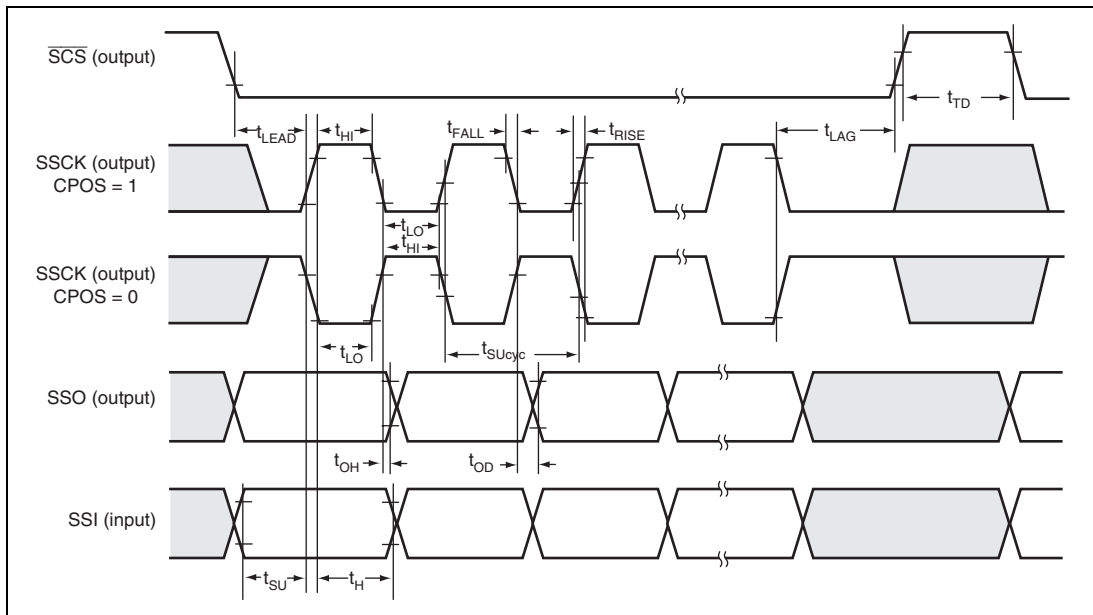 SCS (output)
tTD
tLEAD
tHI
tFALL
tRISE
tLAG
SSCK (output)
CPOS = 1
tLO
tHI
SSCK (output)
CPOS = 0
tLO
tSUcyc
SSO (output)
tOH
tOD
SSI (input)
tSU
tH